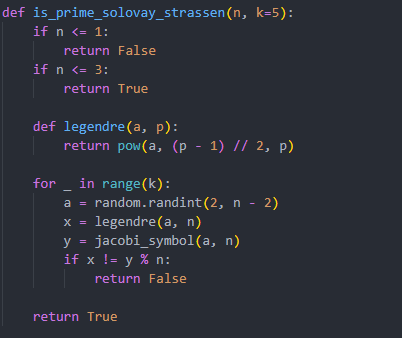 def is_prime_solovay_strassen(n, k=5):
    if n <= 1:
        return False
    if n <= 3:
        return True

    def legendre(a, p):
        return pow(a, (p - 1) // 2, p)

    for _ in range(k):
        a = random.randint(2, n - 2)
        x = legendre(a, n)
        y = jacobi_symbol(a, n)
        if x != y % n:
            return False

    return True